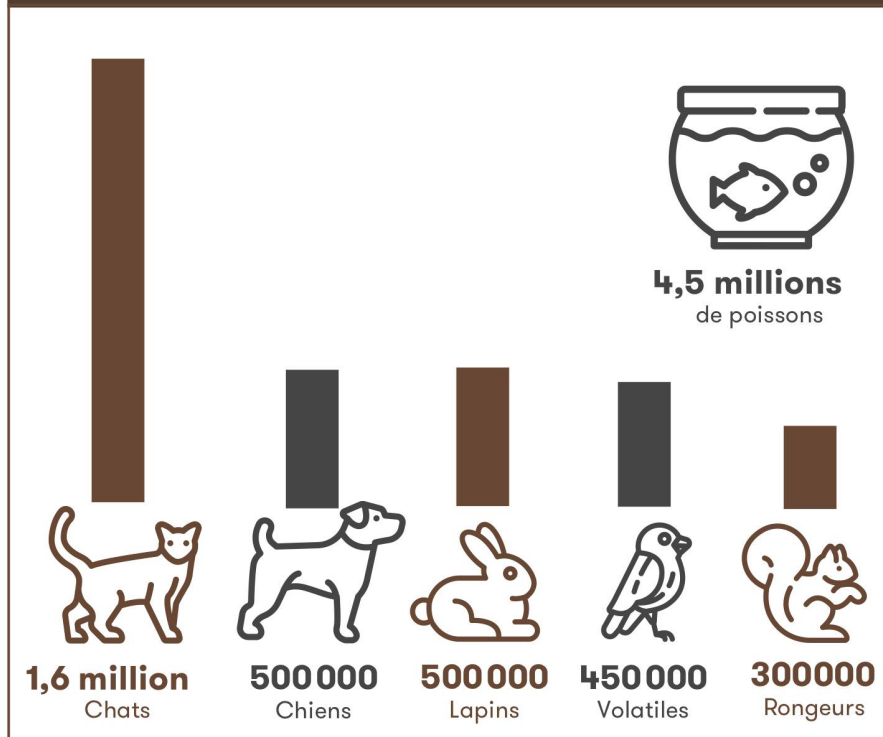 4,5 millions
de poissons
1,6 million
Chats
500 000
Chiens
500 000
Lapins
450 000
Volatiles
300000
Rongeurs